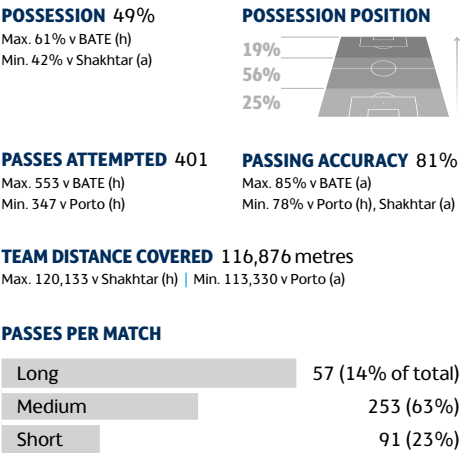 POSSESSION 49%
Max. 61% v BATE (h)
Min. 42% v Shakhtar (a)
POSSESSION POSITION
19%
56%
25%
PASSES ATTEMPTED 401
Max. 553 v BATE (h)
Min. 347 v Porto (h)
PASSING ACCURACY 81%
Max. 85% v BATE (a)
Min. 78% v Porto (h), Shakhtar (a)
TEAM DISTANCE COVERED 116,876 metres
Max. 120,133 v Shakhtar (h) | Min. 113,330 v Porto (a)
PASSES PER MATCH
Long 57 (14% of total)
Medium 253 (63%)
Short 91 (23%)